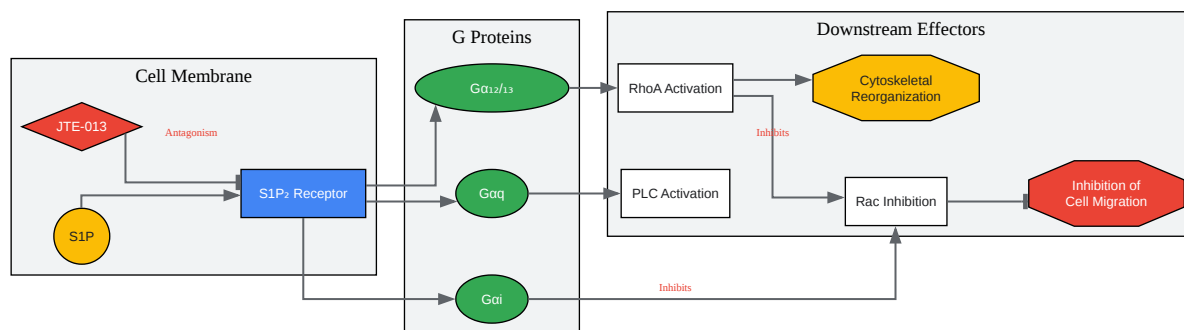 Cell Membrane
JTE-013
Antagonism
S1P₂ Receptor
S1P
G Proteins
Gα₁₂/₁₃
Gαq
Gαi
Downstream Effectors
RhoA Activation
Cytoskeletal
Reorganization
Inhibits
PLC Activation
Rac Inhibition
Inhibition of
Cell Migration
Inhibits